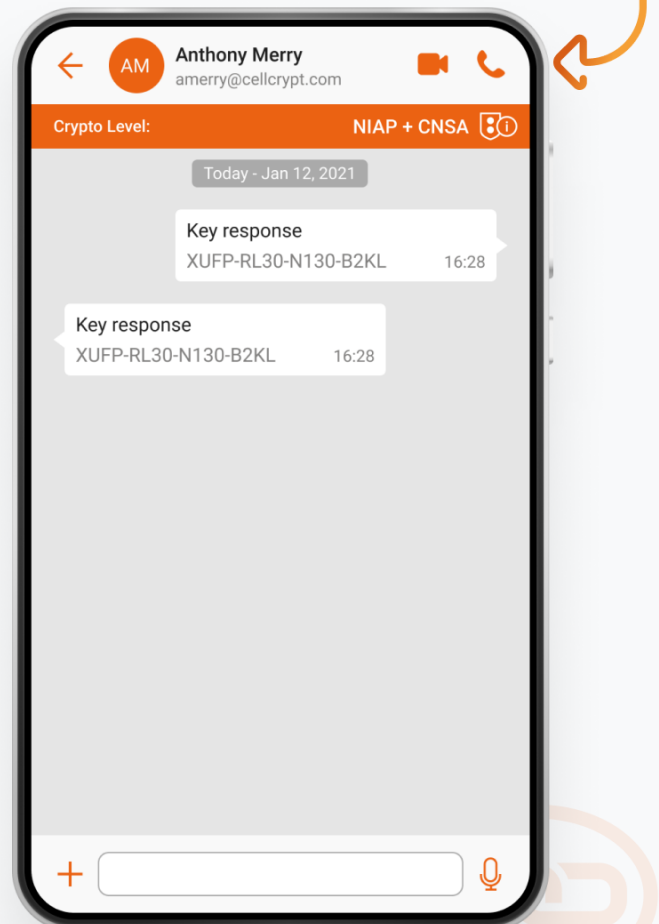 AM
Anthony Merry
amerry@cellcrypt.com
Crypto Level:
NIAP + CNSA
Today - Jan 12, 2021
Key response
XUFP-RL30-N130-B2KL 16:28
Key response
XUFP-RL30-N130-B2KL 16:28